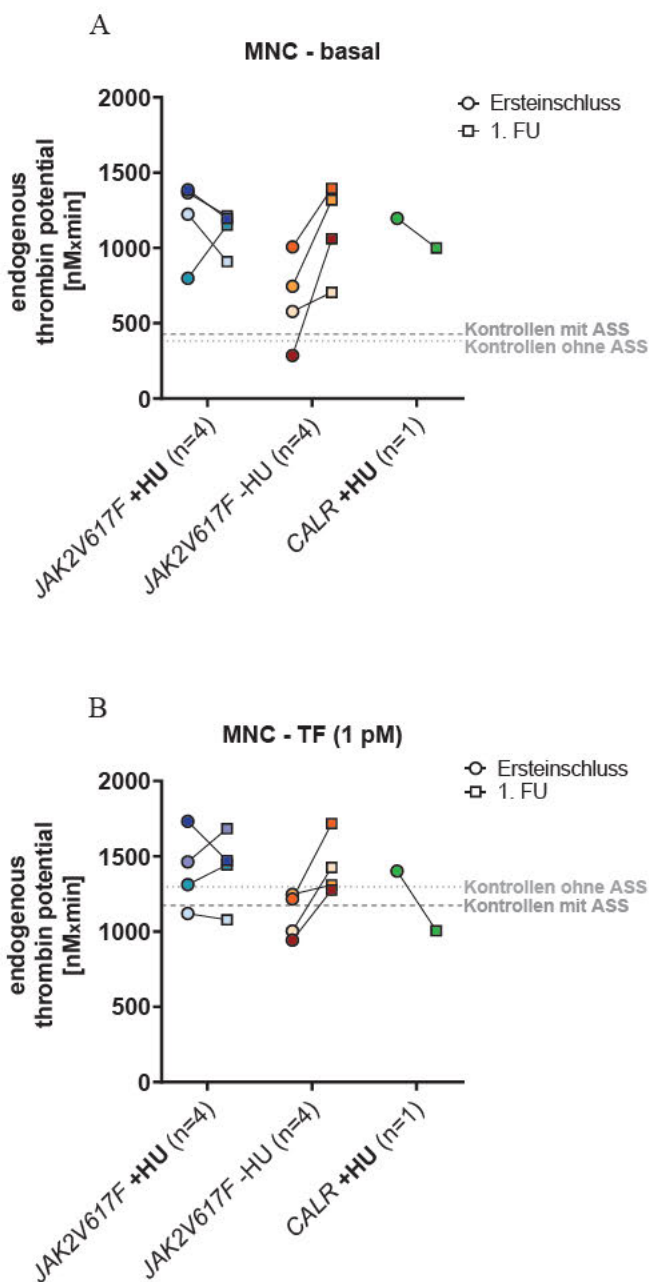 A
MNC - basal
2000
1500
1000
500
0
endogenous
thrombin potential
[nMxmin]
Ersteinschluss
1. FU
Kontrollen mit ASS
Kontrollen ohne ASS
JAK2V617F +HU (n=4)
JAK2V617F -HU (n=4)
CALR +HU (n=1)
B
MNC - TF (1 pM)
2000
1500
1000
500
0
endogenous
thrombin potential
[nMxmin]
Ersteinschluss
1. FU
Kontrollen ohne ASS
Kontrollen mit ASS
JAK2V617F +HU (n=4)
JAK2V617F -HU (n=4)
CALR +HU (n=1)